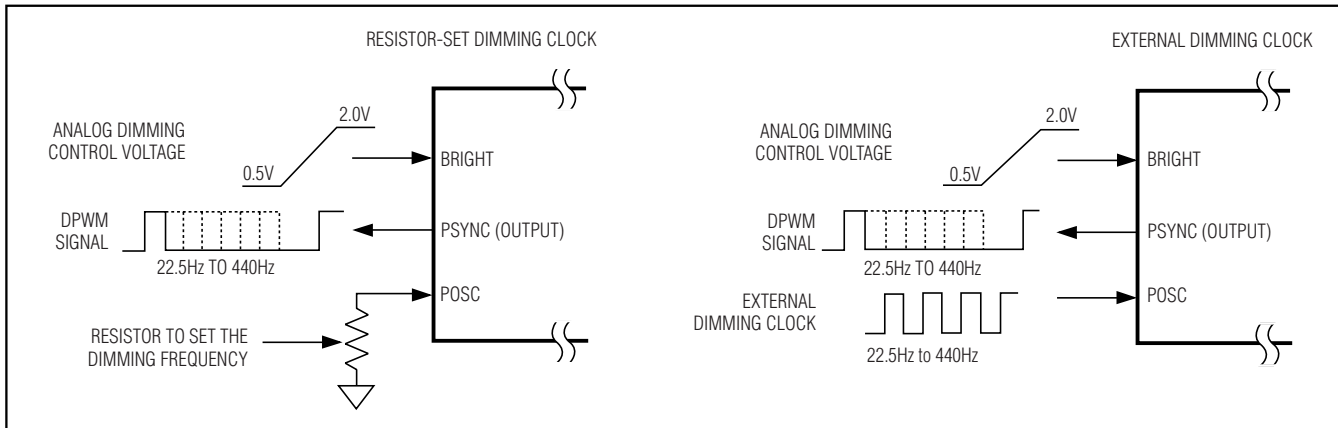 RESISTOR-SET DIMMING CLOCK
ANALOG DIMMING
CONTROL VOLTAGE
2.0V
0.5V
BRIGHT
DPWM
SIGNAL
PSYNC (OUTPUT)
22.5Hz TO 440Hz
POSC
RESISTOR TO SET THE
DIMMING FREQUENCY
EXTERNAL DIMMING CLOCK
ANALOG DIMMING
CONTROL VOLTAGE
2.0V
0.5V
BRIGHT
DPWM
SIGNAL
PSYNC (OUTPUT)
22.5Hz TO 440Hz
EXTERNAL
DIMMING CLOCK
POSC
22.5Hz to 440Hz